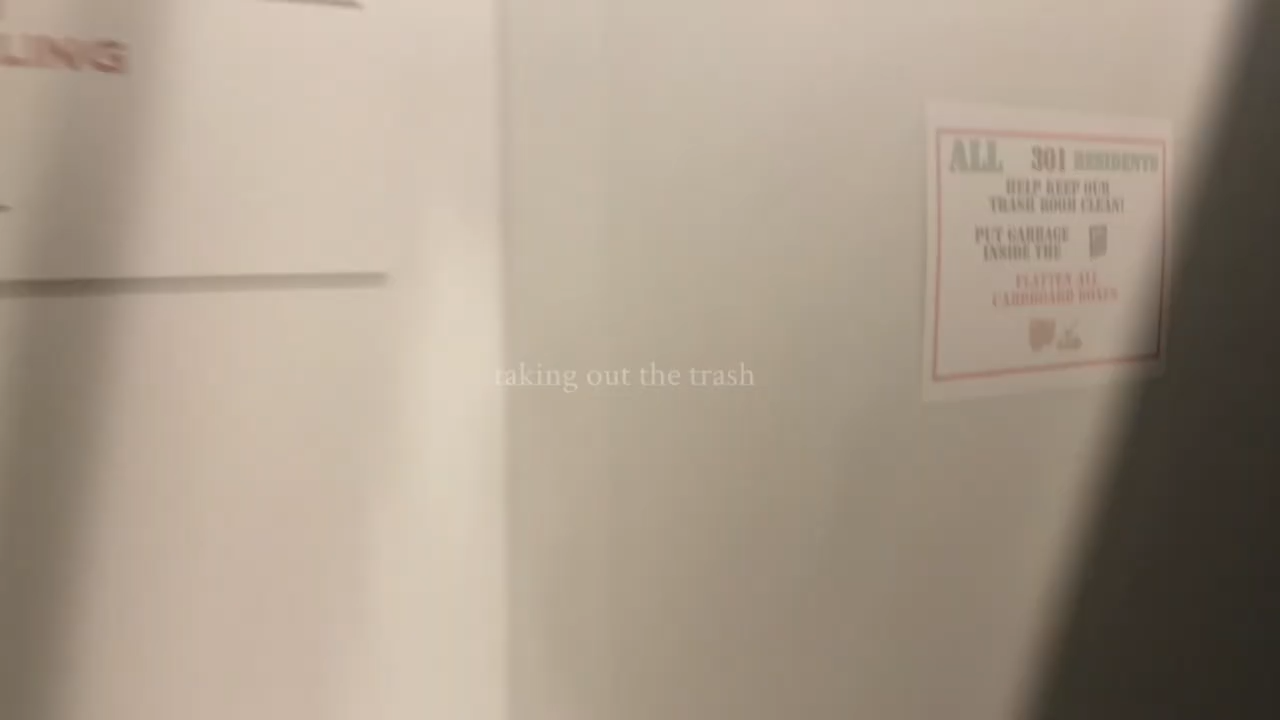 LING
ALL 301 RESIDENTS
HELP KEEP OUR
TRASH ROOM CLEAN!
PUT GARBAGE
INSIDE THE
FLATTEN ALL
CARDBOARD BOXES
taking out the trash